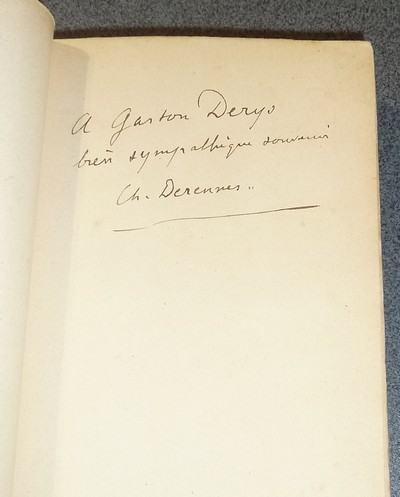 A Gaston Derys
bien sympathique souvenir
Ch. Derennes..